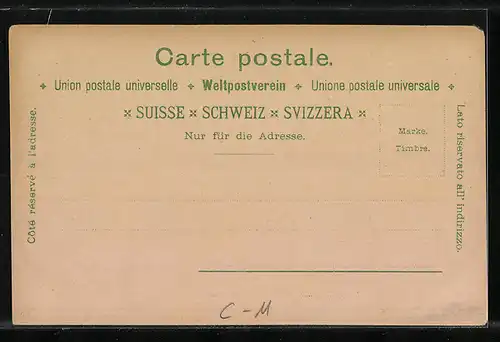 Carte postale.
✦ Union postale universelle ✦ Weltpostverein ✦ Unione postale universale ✦
× SUISSE × SCHWEIZ × SVIZZERA ×
Nur für die Adresse.
Marke.
Timbre.
Côté réservé à l'adresse.
Lato riservato all' indirizzo.
C-M